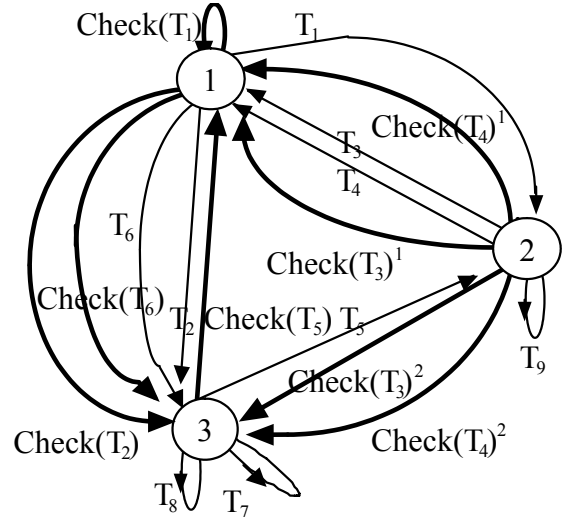 Check(T₁)
T₁
1
Check(T₄)¹
T₃
T₄
T₆
2
Check(T₃)¹
Check(T₆)
T₂
Check(T₅)
T₅
T₉
Check(T₃)²
3
Check(T₂)
Check(T₄)²
T₈
T₇